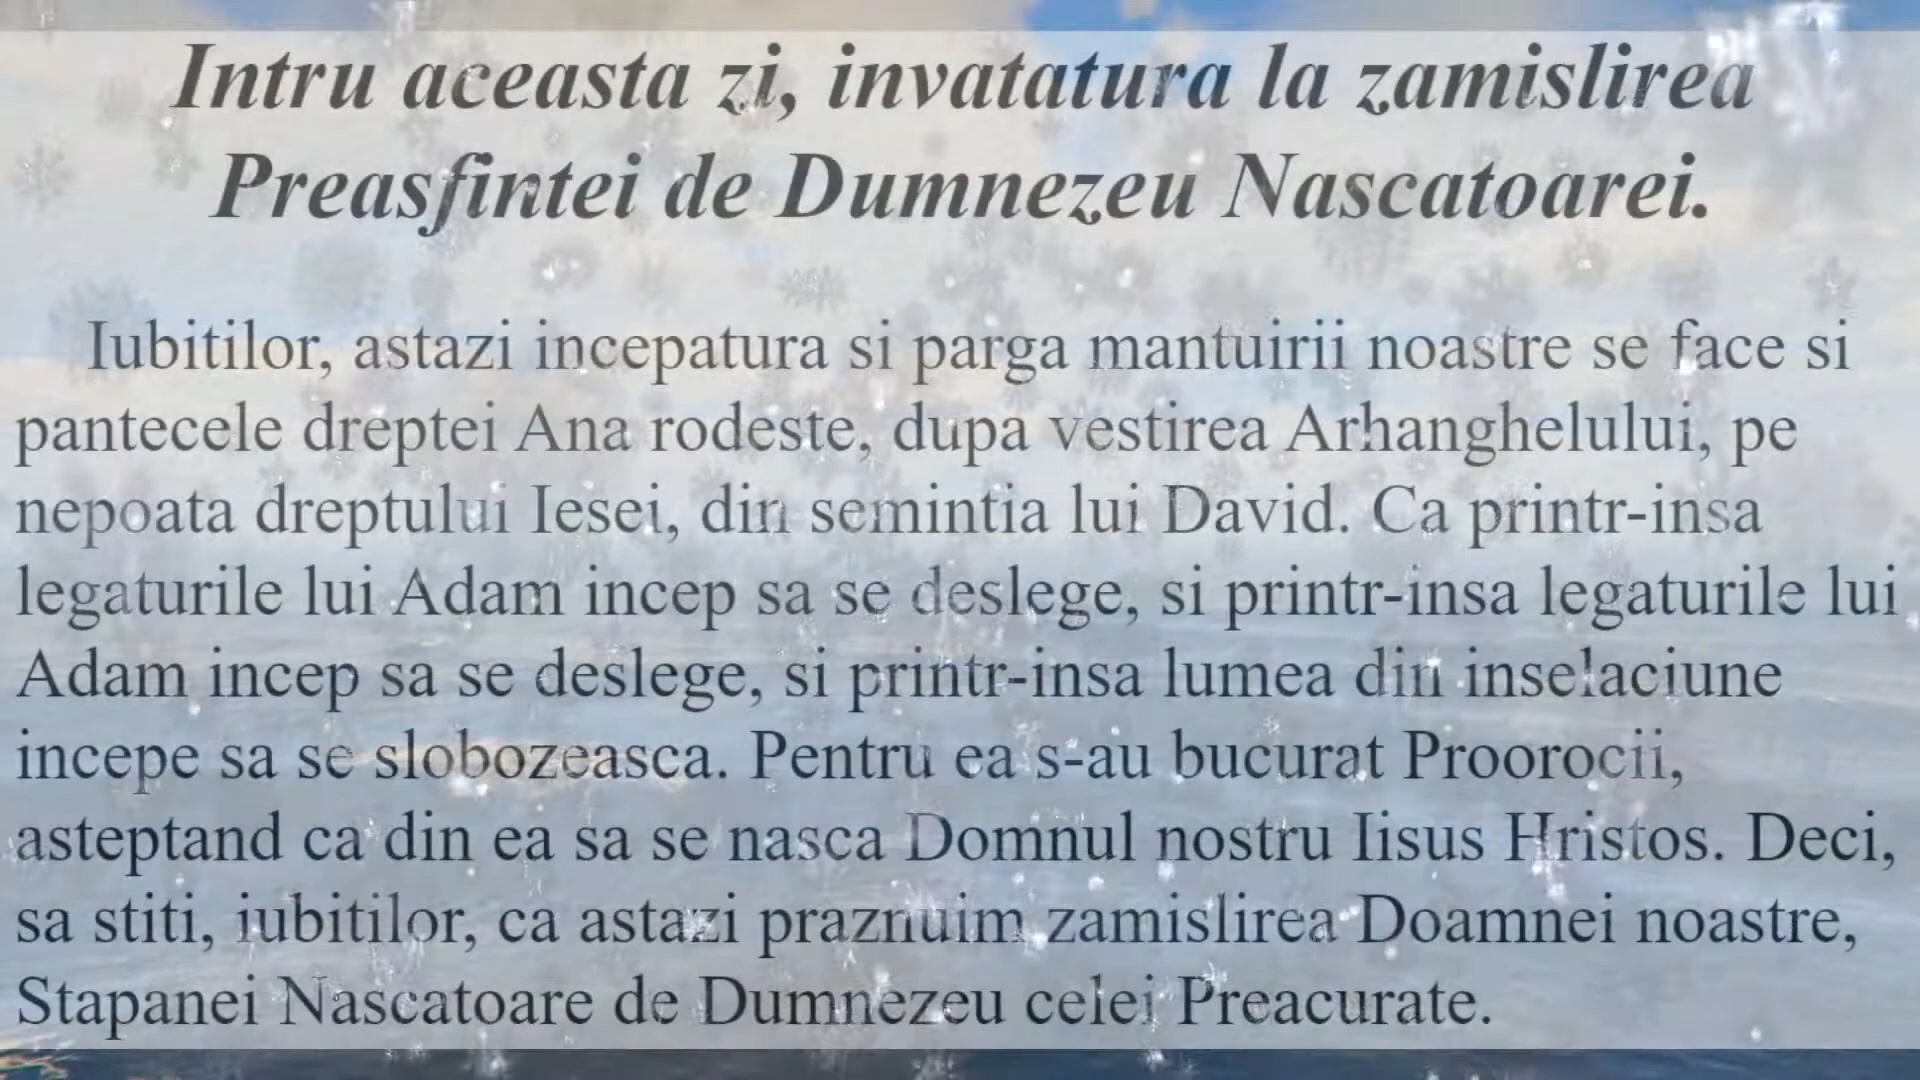 Intru aceasta zi, invatatura la zamislirea
Preasfintei de Dumnezeu Nascatoarei.
Iubitilor, astazi incepatura si parga mantuirii noastre se face si
pantecele dreptei Ana rodeste, dupa vestirea Arhanghelului, pe
nepoata dreptului Iesei, din semintia lui David. Ca printr-insa
legaturile lui Adam incep sa se deslege, si printr-insa legaturile lui
Adam incep sa se deslege, si printr-insa lumea din inselaciune
incepe sa se slobozeasca. Pentru ea s-au bucurat Proorocii,
asteptand ca din ea sa se nasca Domnul nostru Iisus Hristos. Deci,
sa stiti, iubitilor, ca astazi praznuim zamislirea Doamnei noastre,
Stapanei Nascatoare de Dumnezeu celei Preacurate.